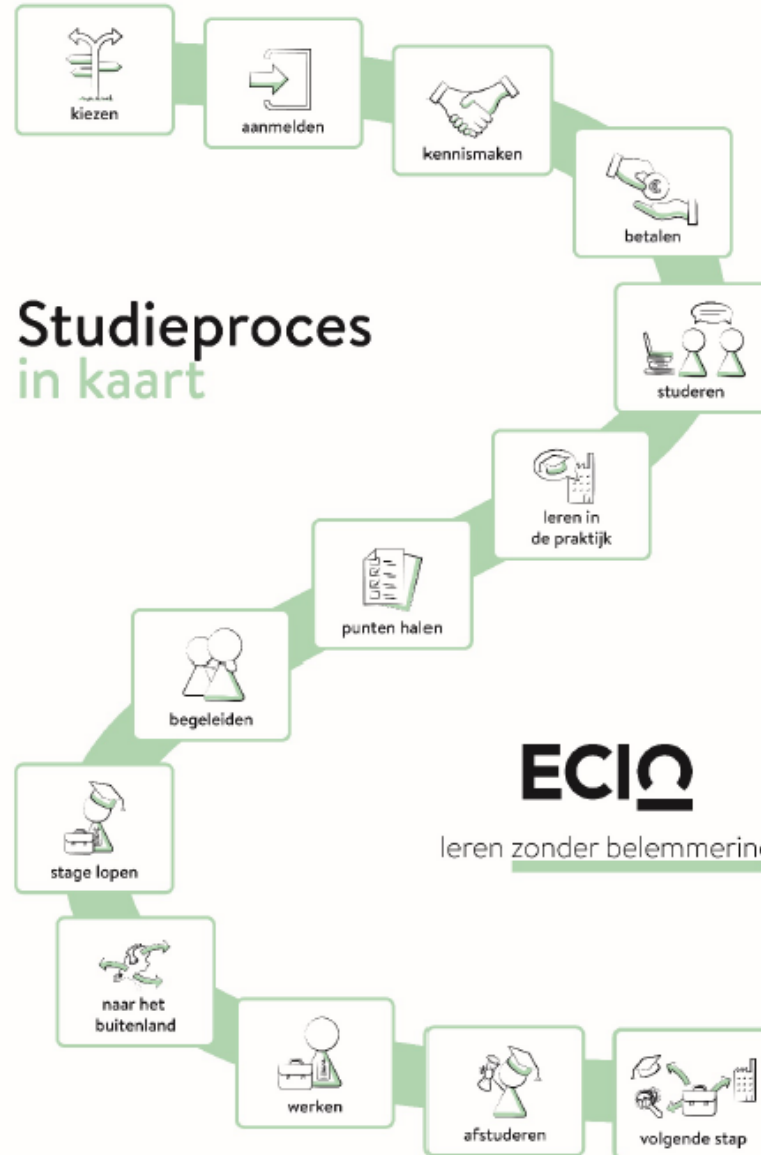 kiezen
aanmelden
kennismaken
betalen
Studieproces
in kaart
studeren
leren in
de praktijk
punten halen
begeleiden
ECIO
leren zonder belemmering
stage lopen
naar het
buitenland
werken
afstuderen
volgende stap